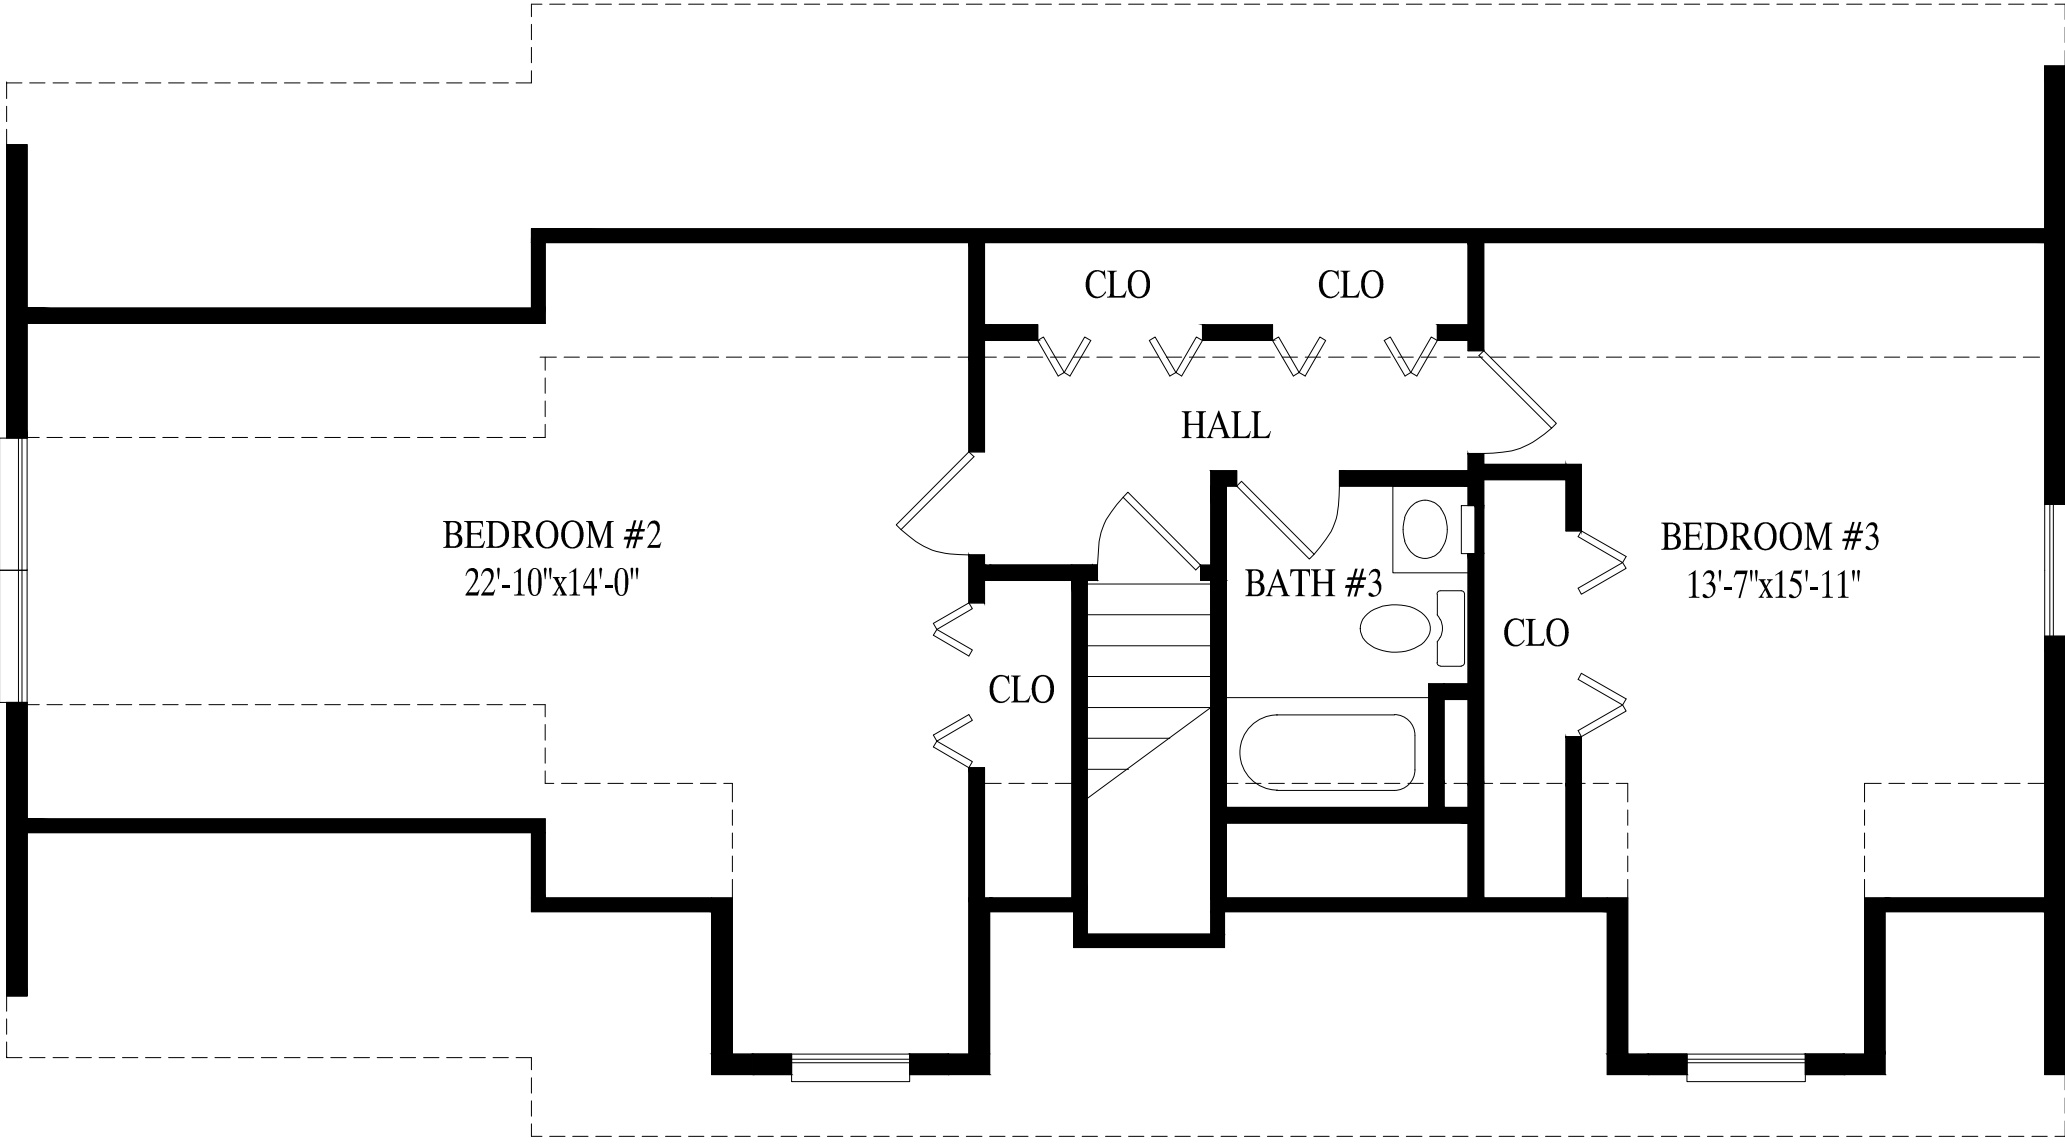 CLO
CLO
HALL
BEDROOM #2
22'-10"x14'-0"
BATH #3
BEDROOM #3
13'-7"x15'-11"
CLO
CLO